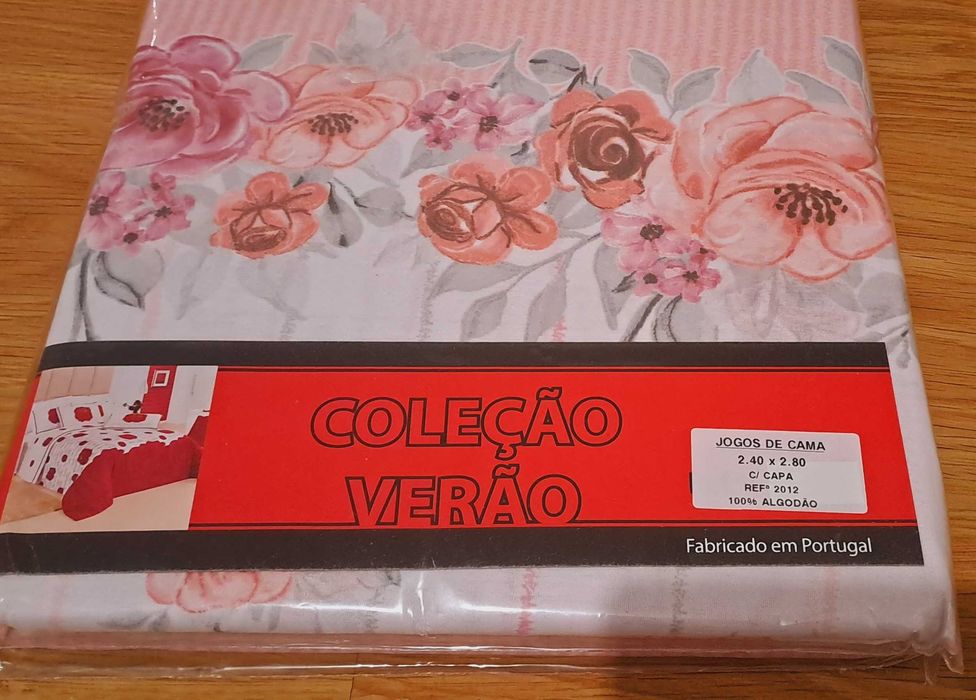 COLEÇÃO
VERÃO
JOGOS DE CAMA
2.40 x 2.80
C/ CAPA
REFª 2012
100% ALGODÃO
Fabricado em Portugal